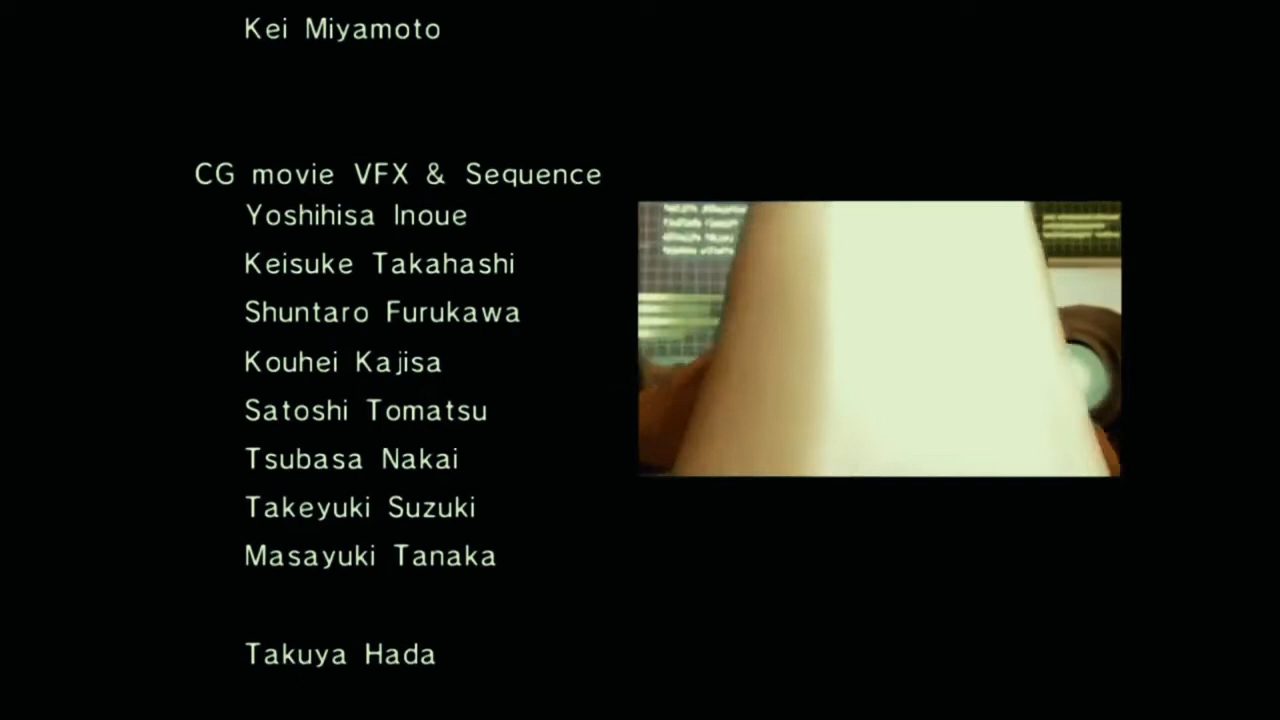 Kei Miyamoto
CG movie VFX & Sequence
Yoshihisa Inoue
Keisuke Takahashi
Shuntaro Furukawa
Kouhei Kajisa
Satoshi Tomatsu
Tsubasa Nakai
Takeyuki Suzuki
Masayuki Tanaka
Takuya Hada